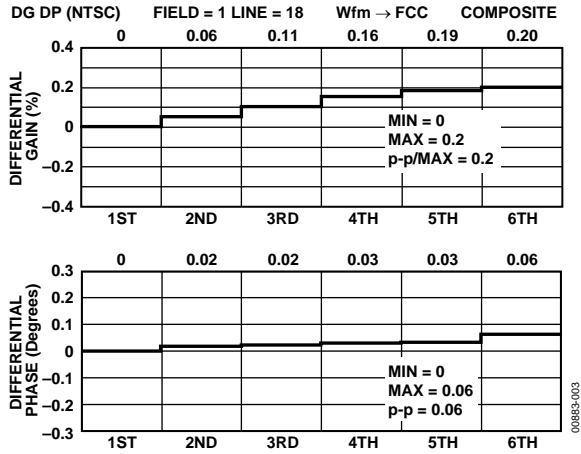 DG DP (NTSC) FIELD = 1 LINE = 18 Wfm → FCC COMPOSITE
0 0.06 0.11 0.16 0.19 0.20
DIFFERENTIAL
GAIN (%)
0.4
0.2
0
–0.2
–0.4
MIN = 0
MAX = 0.2
p-p/MAX = 0.2
1ST 2ND 3RD 4TH 5TH 6TH
0 0.02 0.02 0.03 0.03 0.06
DIFFERENTIAL
PHASE (Degrees)
0.3
0.2
0.1
0
–0.1
–0.2
–0.3
MIN = 0
MAX = 0.06
p-p = 0.06
1ST 2ND 3RD 4TH 5TH 6TH
00883-003